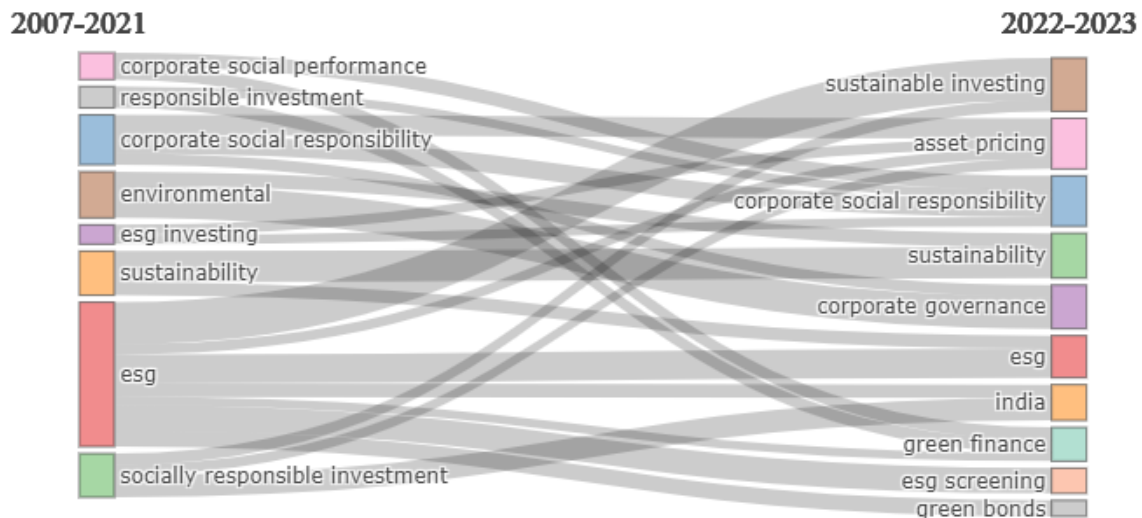 2007-2021
2022-2023
corporate social performance
responsible investment
corporate social responsibility
environmental
esg investing
sustainability
esg
socially responsible investment
sustainable investing
asset pricing
corporate social responsibility
sustainability
corporate governance
esg
india
green finance
esg screening
green bonds